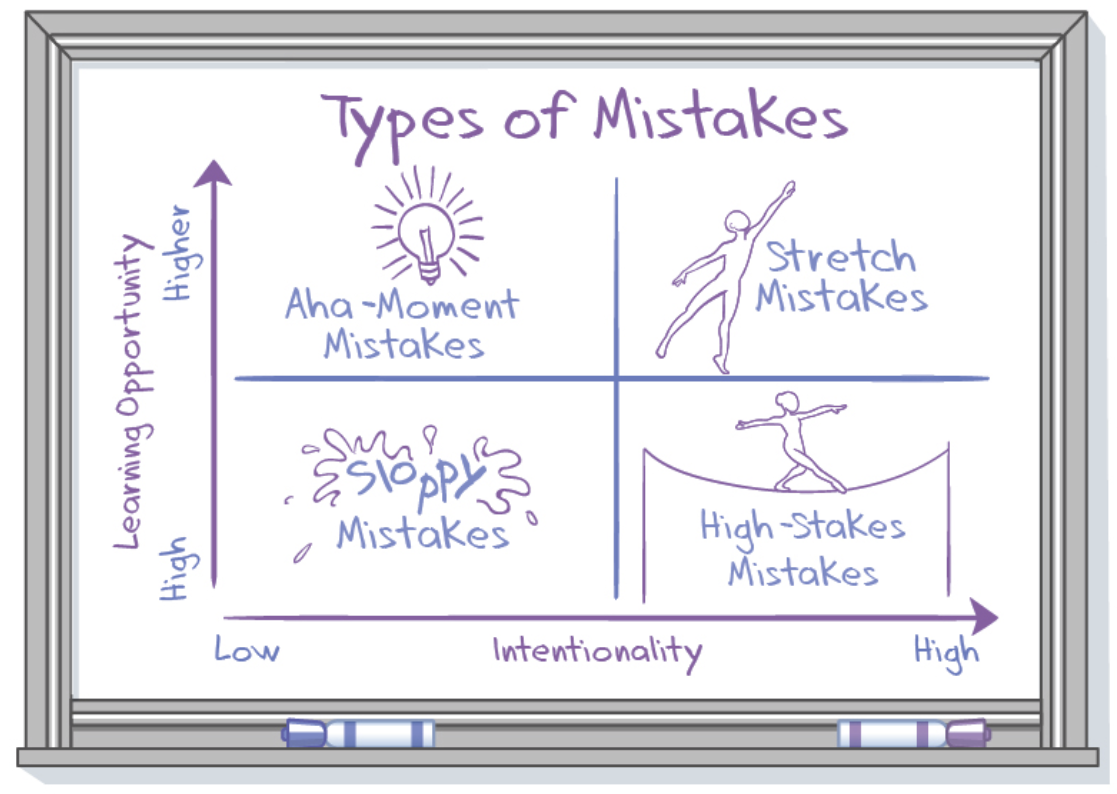 Types of Mistakes
Higher
Learning Opportunity
High
Aha-Moment
Mistakes
Stretch
Mistakes
Sloppy
Mistakes
High-Stakes
Mistakes
Low
Intentionality
High